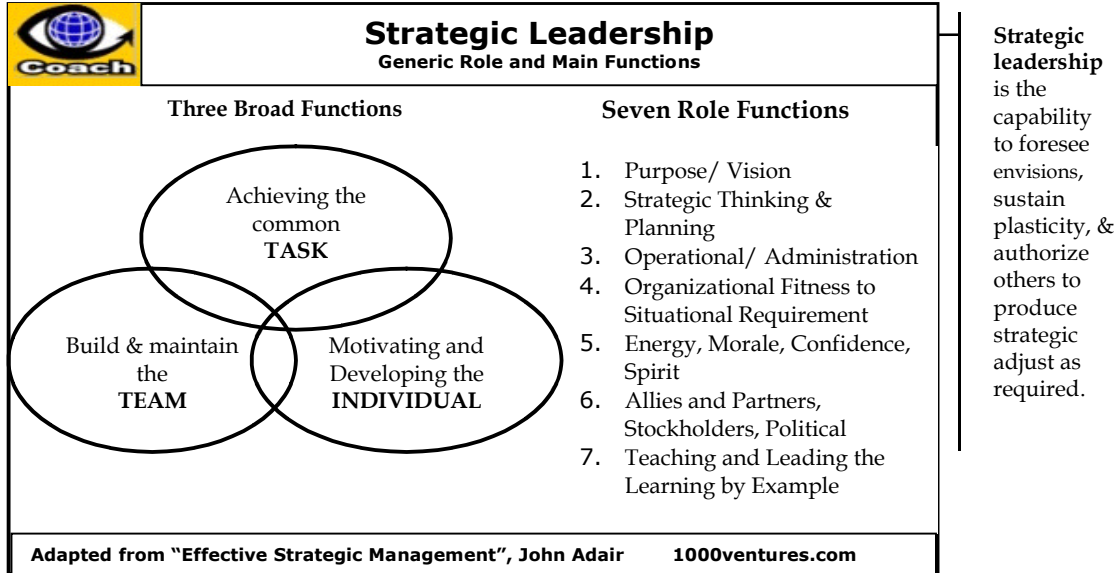 Coach
Strategic Leadership
Generic Role and Main Functions
Three Broad Functions
Achieving the
common
TASK
Build & maintain
the
TEAM
Motivating and
Developing the
INDIVIDUAL
Seven Role Functions
1. Purpose/ Vision
2. Strategic Thinking &
Planning
3. Operational/ Administration
4. Organizational Fitness to
Situational Requirement
5. Energy, Morale, Confidence,
Spirit
6. Allies and Partners,
Stockholders, Political
7. Teaching and Leading the
Learning by Example
Adapted from “Effective Strategic Management”, John Adair 1000ventures.com
Strategic
leadership
is the
capability
to foresee
envisions,
sustain
plasticity, &
authorize
others to
produce
strategic
adjust as
required.